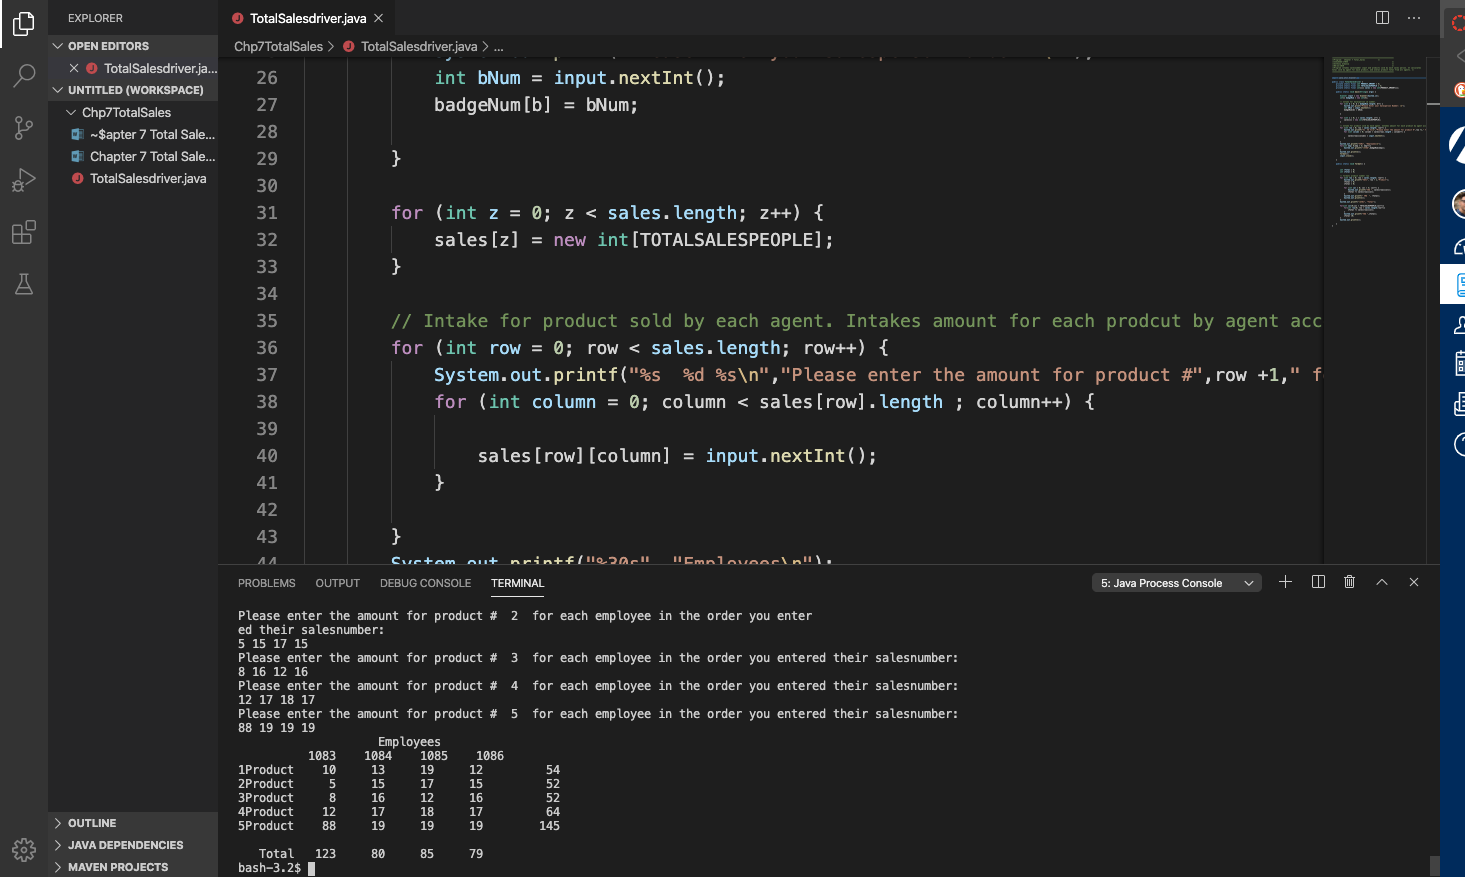 EXPLORER
OPEN EDITORS
TotalSalesdriver.ja...
UNTITLED (WORKSPACE)
Chp7TotalSales
~$apter 7 Total Sale...
Chapter 7 Total Sale...
TotalSalesdriver.java
OUTLINE
JAVA DEPENDENCIES
MAVEN PROJECTS
TotalSalesdriver.java
Chp7TotalSales > TotalSalesdriver.java > ...
26 int bNum = input.nextInt();
27 badgeNum[b] = bNum;
28
29 }
30
31 for (int z = 0; z < sales.length; z++) {
32 sales[z] = new int[TOTALSALESPEOPLE];
33 }
34
35 // Intake for product sold by each agent. Intakes amount for each prodcut by agent acc
36 for (int row = 0; row < sales.length; row++) {
37 System.out.printf("%s  %d %s\n","Please enter the amount for product #",row +1," f
38 for (int column = 0; column < sales[row].length ; column++) {
39
40 sales[row][column] = input.nextInt();
41 }
42
43 }
44 System.out.printf("%30s", "Employees\n");
PROBLEMS OUTPUT DEBUG CONSOLE TERMINAL
5: Java Process Console
Please enter the amount for product #  2  for each employee in the order you enter
ed their salesnumber:
5 15 17 15
Please enter the amount for product #  3  for each employee in the order you entered their salesnumber:
8 16 12 16
Please enter the amount for product #  4  for each employee in the order you entered their salesnumber:
12 17 18 17
Please enter the amount for product #  5  for each employee in the order you entered their salesnumber:
88 19 19 19
Employees
1083 1084 1085 1086
1Product 10 13 19 12 54
2Product 5 15 17 15 52
3Product 8 16 12 16 52
4Product 12 17 18 17 64
5Product 88 19 19 19 145
Total 123 80 85 79
bash-3.2$